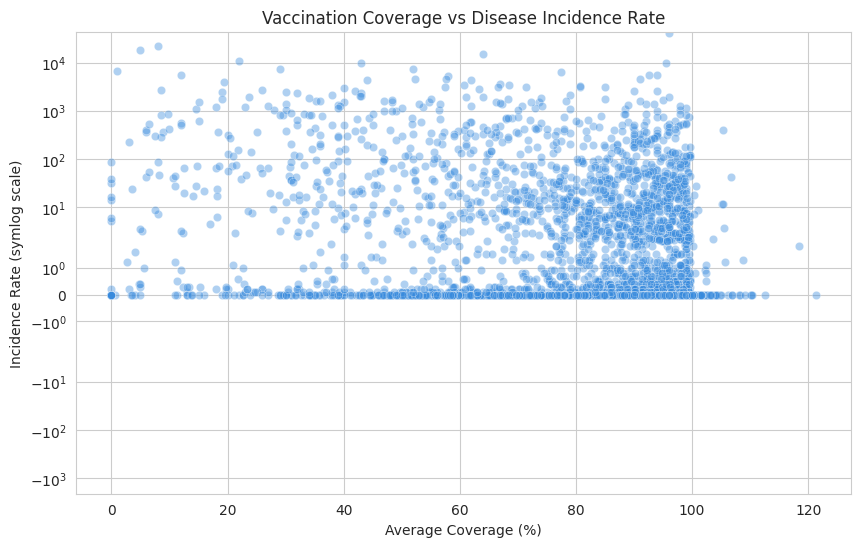 Vaccination Coverage vs Disease Incidence Rate
Incidence Rate (symlog scale)
10⁴
10³
10²
10¹
10⁰
0
−10⁰
−10¹
−10²
−10³
0 20 40 60 80 100 120
Average Coverage (%)